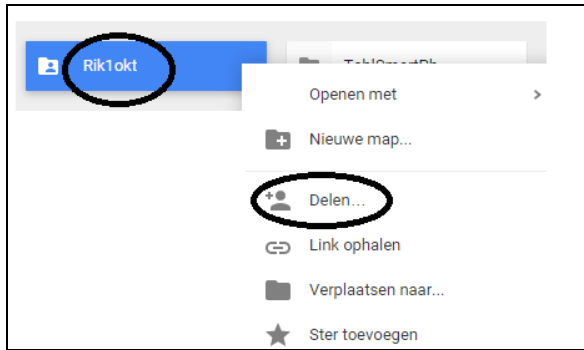 Rik1okt
Openen met
Nieuwe map...
Delen...
Link ophalen
Verplaatsen naar...
Ster toevoegen